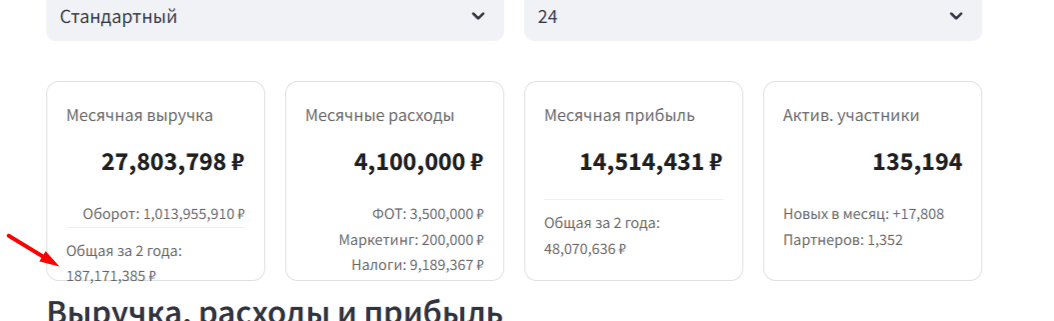 Стандартный
24
Месячная выручка
27,803,798 ₽
Оборот: 1,013,955,910 ₽
Общая за 2 года:
187,171,385 ₽
Месячные расходы
4,100,000 ₽
ФОТ: 3,500,000 ₽
Маркетинг: 200,000 ₽
Налоги: 9,189,367 ₽
Месячная прибыль
14,514,431 ₽
Общая за 2 года:
48,070,636 ₽
Актив. участники
135,194
Новых в месяц: +17,808
Партнеров: 1,352
Выручка, расходы и прибыль